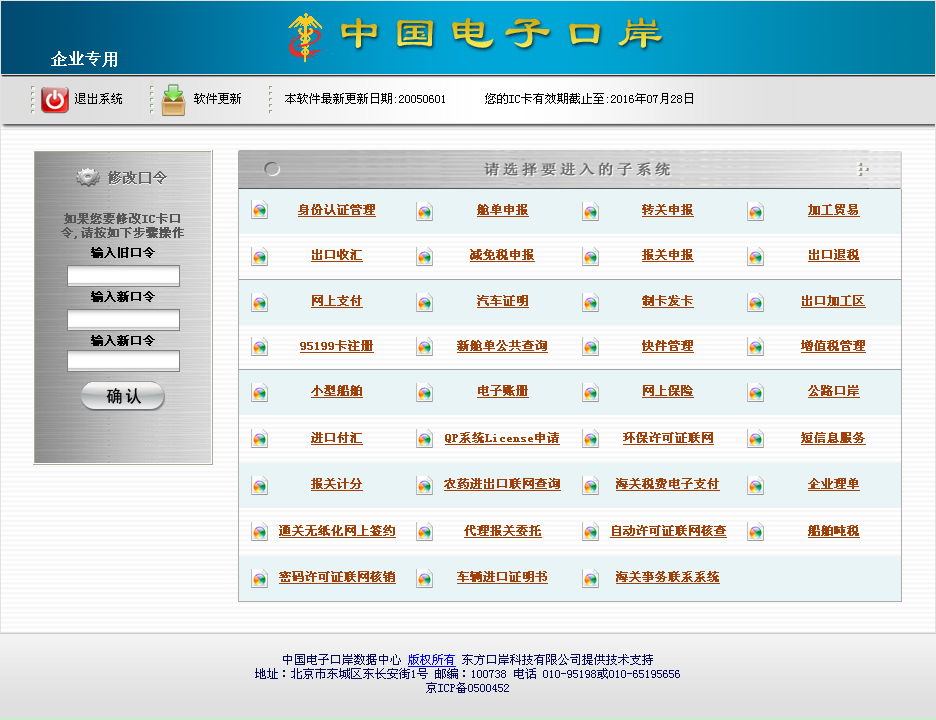 中国电子口岸
企业专用
退出系统 软件更新 本软件最新更新日期:20050601 您的IC卡有效期截止至:2016年07月28日
修改口令
如果您要修改IC卡口
令,请按如下步骤操作
输入旧口令
输入新口令
输入新口令
确认
请选择要进入的子系统
身份认证管理 舱单申报 转关申报 加工贸易
出口收汇 减免税申报 报关申报 出口退税
网上支付 汽车证明 制卡发卡 出口加工区
95199卡注册 新舱单公共查询 快件管理 增值税管理
小型船舶 电子账册 网上保险 公路口岸
进口付汇 QP系统License申请 环保许可证联网 短信息服务
报关计分 农药进出口联网查询 海关税费电子支付 企业理单
通关无纸化网上签约 代理报关委托 自动许可证联网核查 船舶吨税
密码许可证联网核销 车辆进口证明书 海关事务联系系统
中国电子口岸数据中心 版权所有 东方口岸科技有限公司提供技术支持
地址：北京市东城区东长安街1号 邮编：100738 电话 010-95198或010-65195656
京ICP备0500452